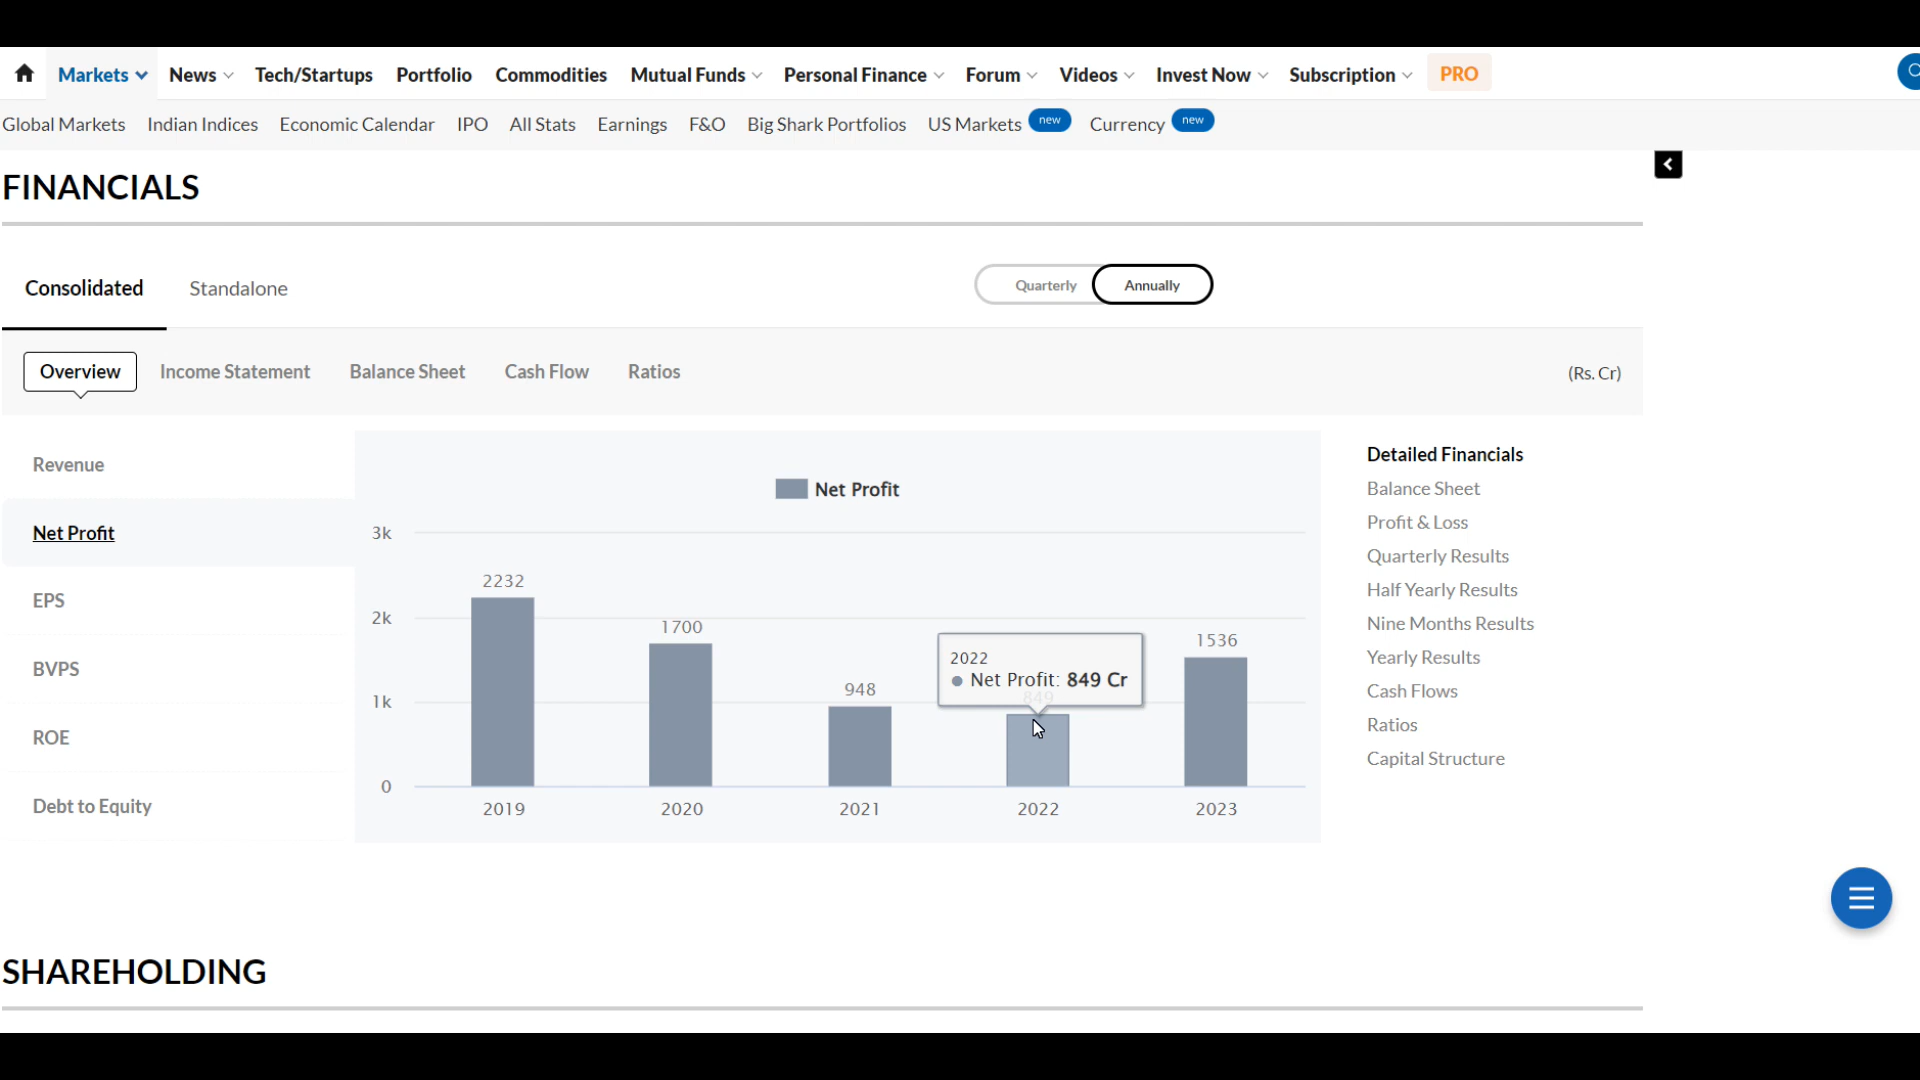 Markets News Tech/Startups Portfolio Commodities Mutual Funds Personal Finance Forum Videos Invest Now Subscription PRO
Global Markets Indian Indices Economic Calendar IPO All Stats Earnings F&O Big Shark Portfolios US Markets new Currency new
FINANCIALS
Consolidated Standalone Quarterly Annually
Overview Income Statement Balance Sheet Cash Flow Ratios (Rs. Cr)
Revenue
Net Profit
EPS
BVPS
ROE
Debt to Equity
Net Profit
3k
2k
1k
0
2232
1700
948
849
1536
2022
Net Profit: 849 Cr
2019 2020 2021 2022 2023
Detailed Financials
Balance Sheet
Profit & Loss
Quarterly Results
Half Yearly Results
Nine Months Results
Yearly Results
Cash Flows
Ratios
Capital Structure
SHAREHOLDING